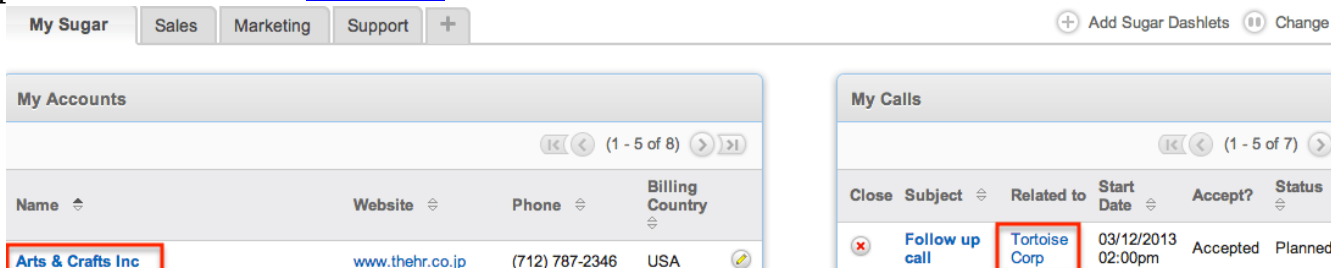 My Sugar Sales Marketing Support + Add Sugar Dashlets Change
My Accounts
(1 - 5 of 8)
Name Website Phone Billing Country
Arts & Crafts Inc www.thehr.co.jp (712) 787-2346 USA
My Calls
(1 - 5 of 7)
Close Subject Related to Start Date Accept? Status
Follow up call Tortoise Corp 03/12/2013 02:00pm Accepted Planned